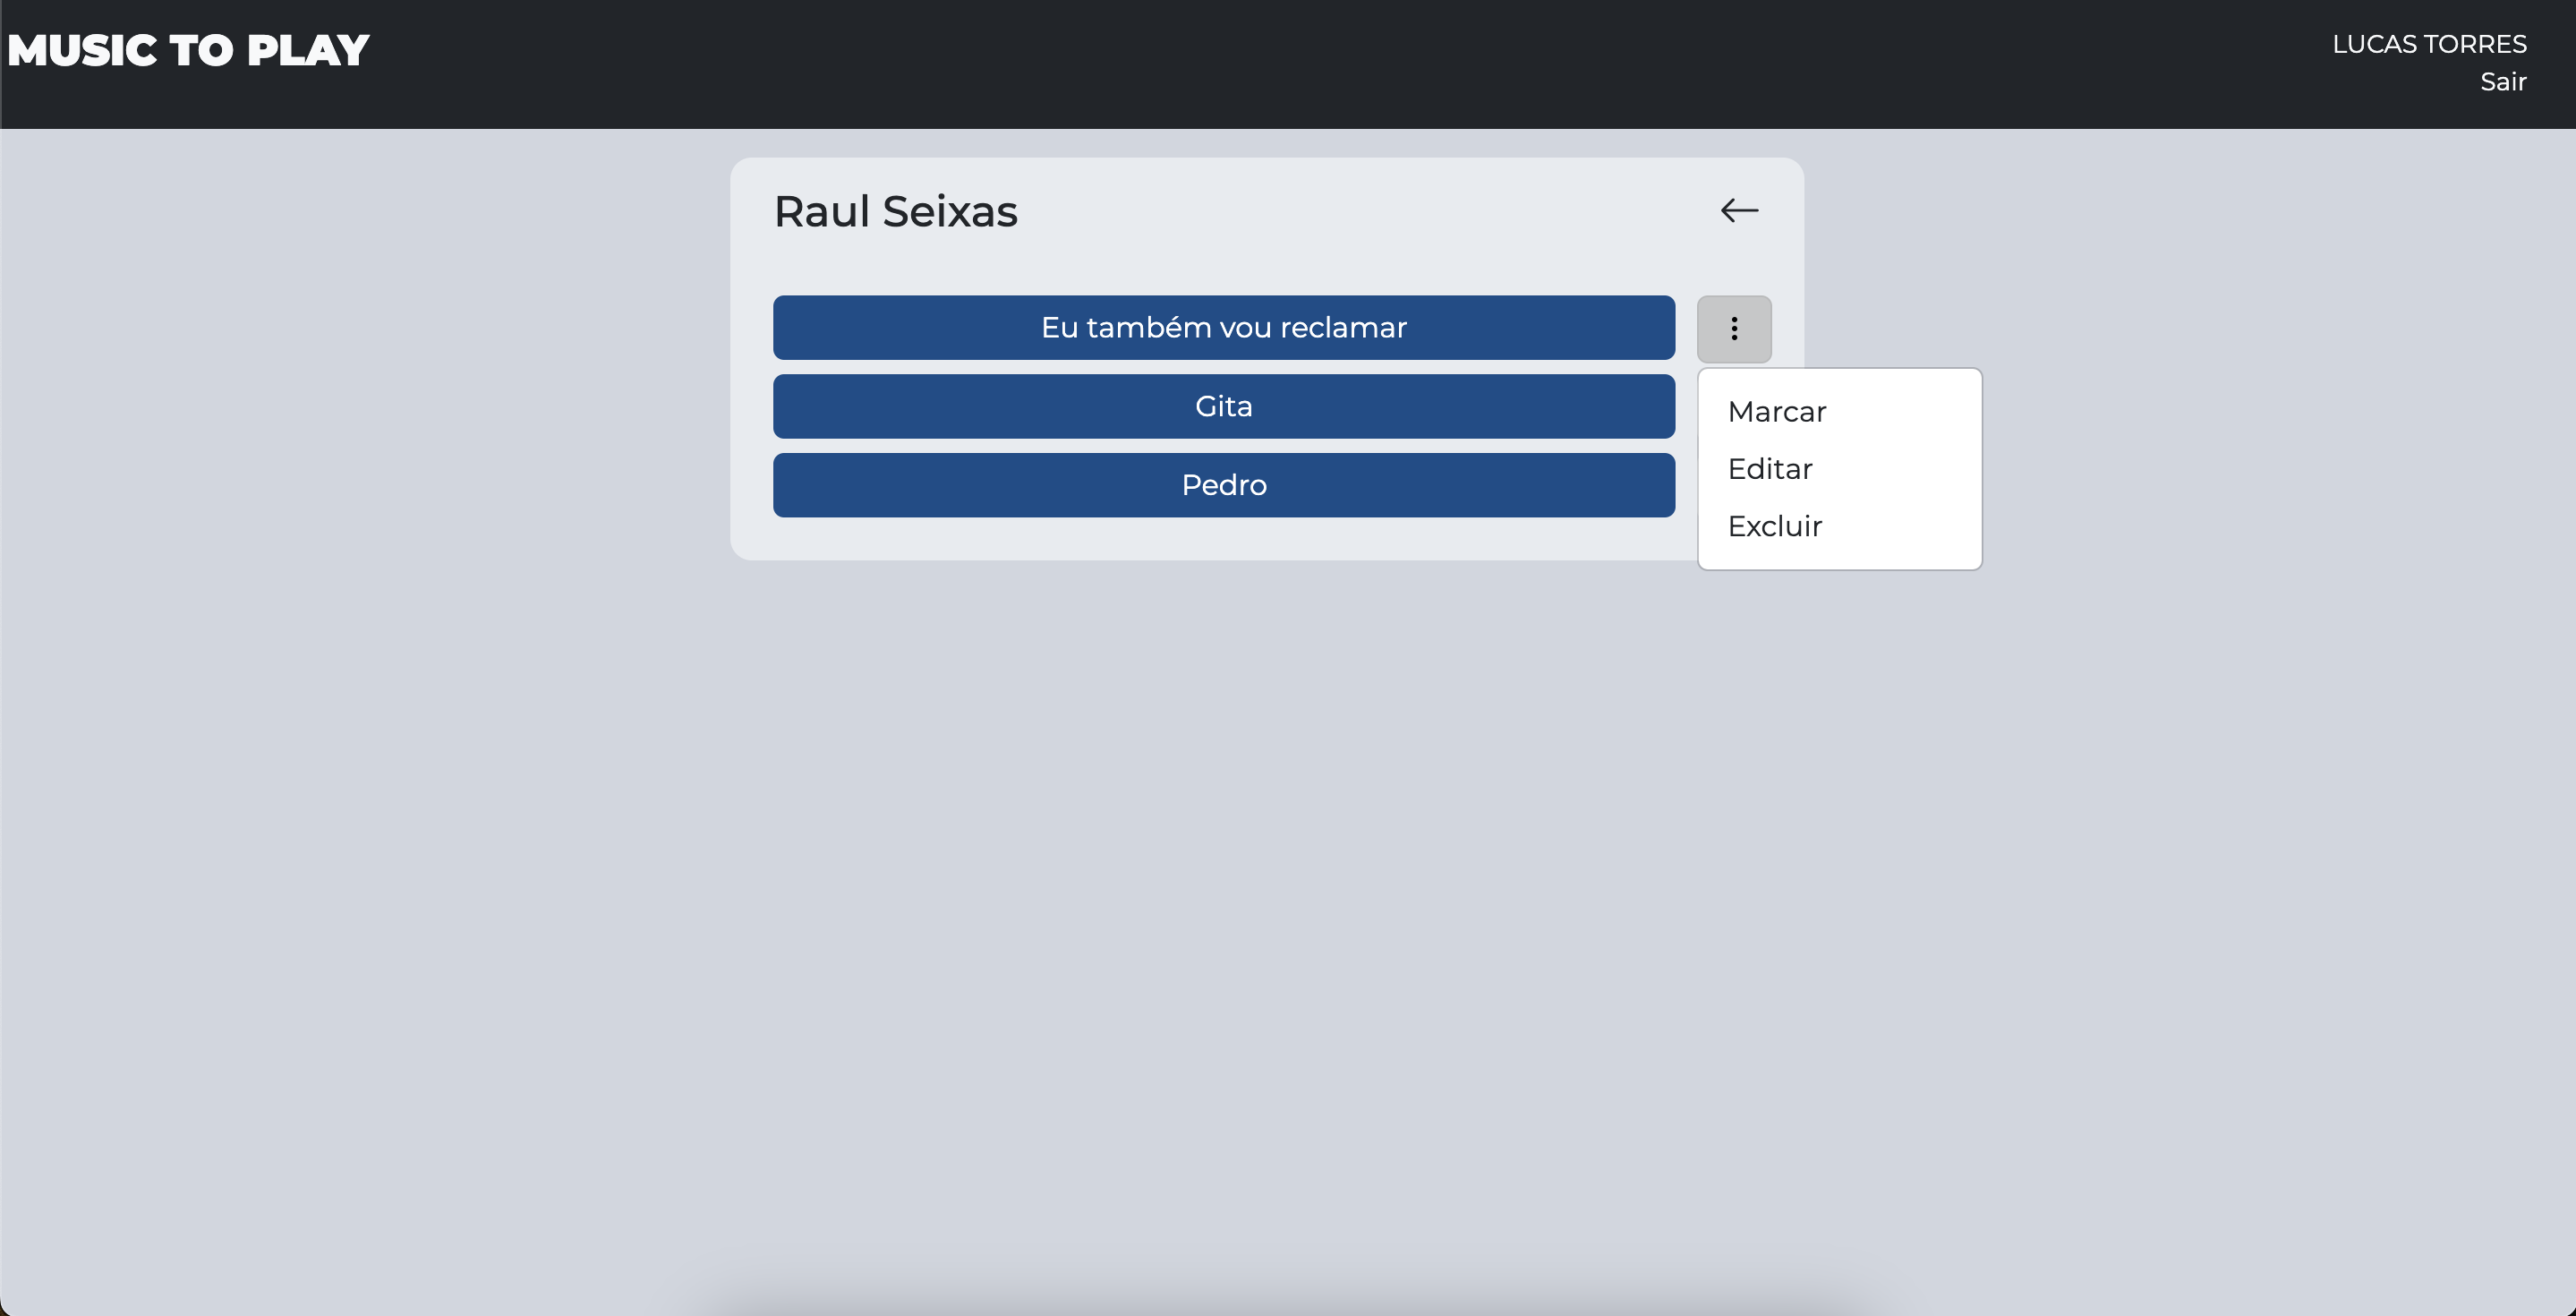 MUSIC TO PLAY
LUCAS TORRES
Sair
Raul Seixas
Eu também vou reclamar
Gita
Pedro
Marcar
Editar
Excluir